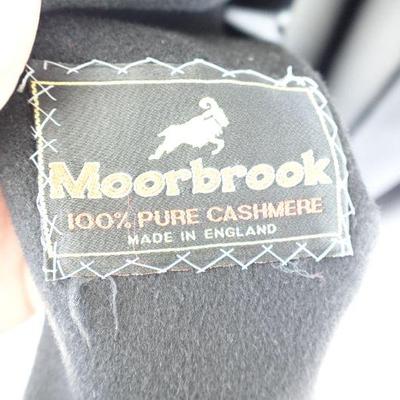 Moorbrook
100% PURE CASHMERE
MADE IN ENGLAND